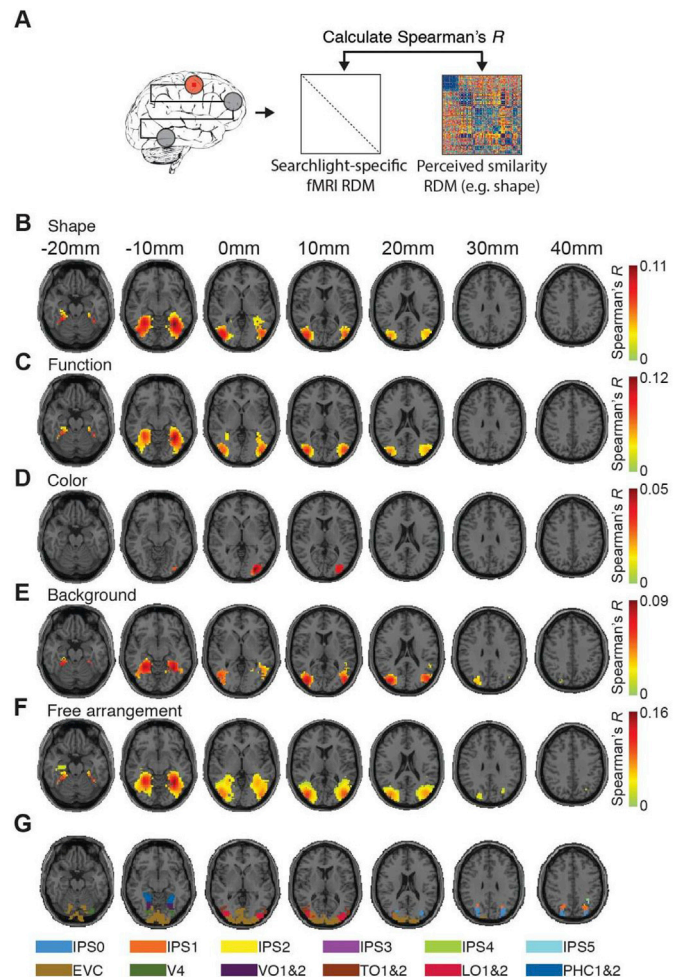 A
Calculate Spearman's R
Searchlight-specific
fMRI RDM
Perceived smilarity
RDM (e.g. shape)
B Shape
-20mm -10mm 0mm 10mm 20mm 30mm 40mm
Spearman's R 0.11 0
C Function
Spearman's R 0.12 0
D Color
Spearman's R 0.05 0
E Background
Spearman's R 0.09 0
F Free arrangement
Spearman's R 0.16 0
G
IPS0 IPS1 IPS2 IPS3 IPS4 IPS5
EVC V4 VO1&2 TO1&2 LO1&2 PHC1&2